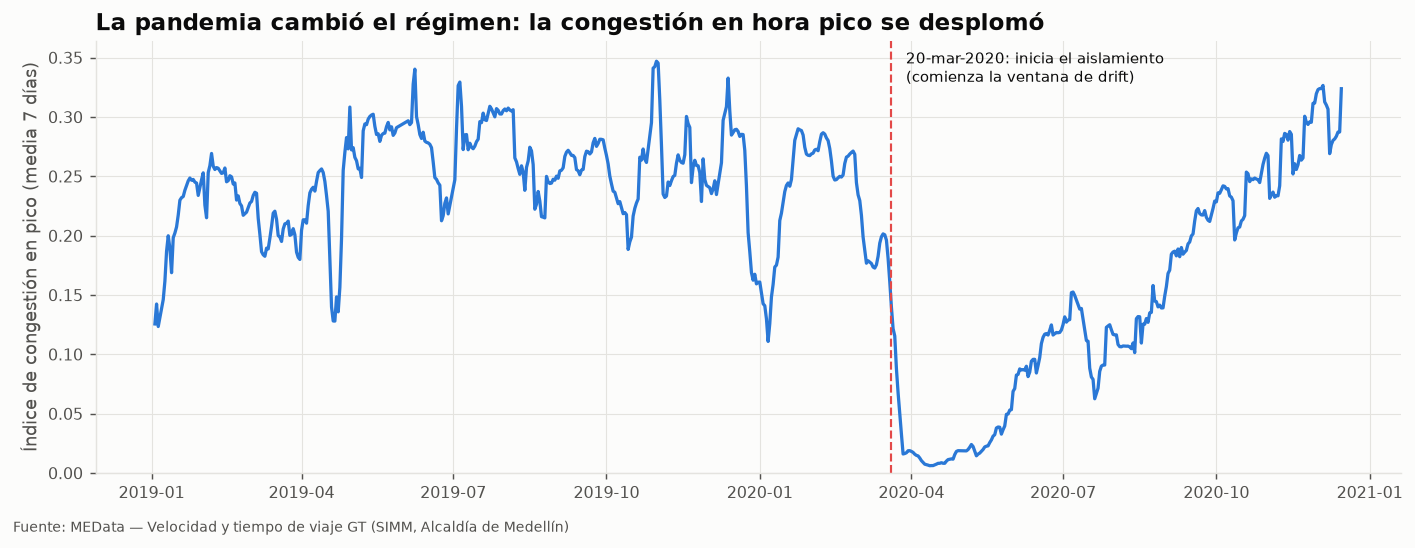 La pandemia cambió el régimen: la congestión en hora pico se desplomó
20-mar-2020: inicia el aislamiento
(comienza la ventana de drift)
Índice de congestión en pico (media 7 días)
0.35
0.30
0.25
0.20
0.15
0.10
0.05
0.00
2019-01 2019-04 2019-07 2019-10 2020-01 2020-04 2020-07 2020-10 2021-01
Fuente: MEData — Velocidad y tiempo de viaje GT (SIMM, Alcaldía de Medellín)